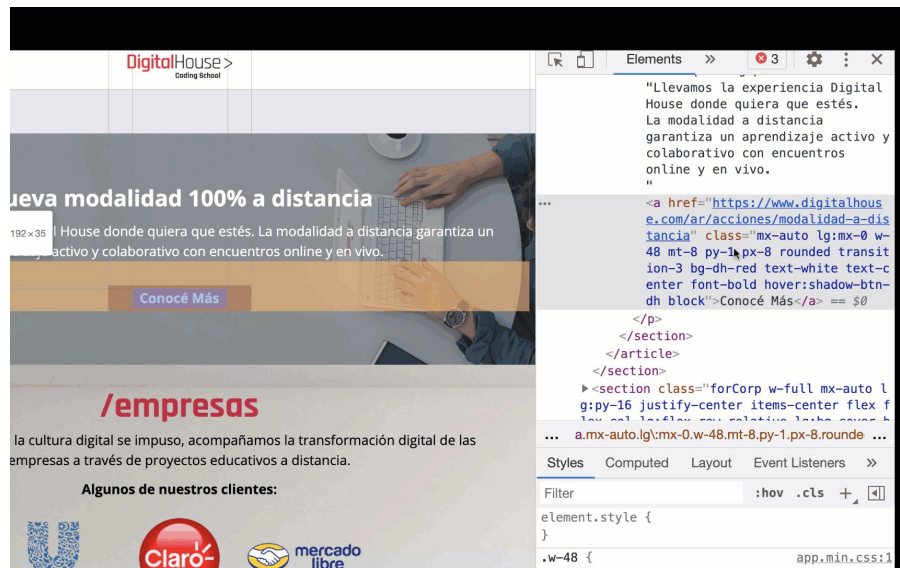 DigitalHouse>
Coding School
ueva modalidad 100% a distancia
192 × 35
l House donde quiera que estés. La modalidad a distancia garantiza un
activo y colaborativo con encuentros online y en vivo.
Conocé Más
/empresas
la cultura digital se impuso, acompañamos la transformación digital de las
empresas a través de proyectos educativos a distancia.
Algunos de nuestros clientes:
Claro-
mercado
libre
Elements
»
3
"Llevamos la experiencia Digital
House donde quiera que estés.
La modalidad a distancia
garantiza un aprendizaje activo y
colaborativo con encuentros
online y en vivo.
"
<a href="https://www.digitalhous
e.com/ar/acciones/modalidad-a-dis
tancia" class="mx-auto lg:mx-0 w-
48 mt-8 py-1 px-8 rounded transit
ion-3 bg-dh-red text-white text-c
enter font-bold hover:shadow-btn-
dh block">Conocé Más</a> == $0
</p>
</section>
</article>
</section>
▶<section class="forCorp w-full mx-auto l
g:py-16 justify-center items-center flex f
... a.mx-auto.lg\:mx-0.w-48.mt-8.py-1.px-8.rounde ...
Styles Computed Layout Event Listeners »
Filter :hov .cls +
element.style {
}
.w-48 { app.min.css:1